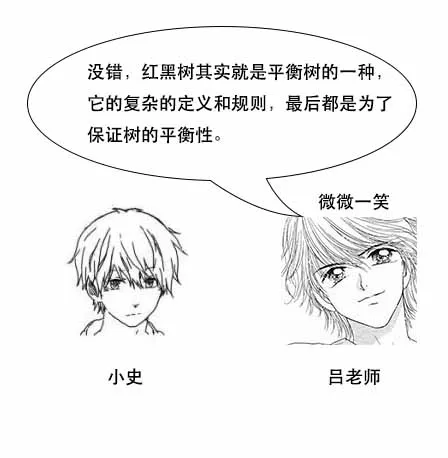 没错，红黑树其实就是平衡树的一种，
它的复杂的定义和规则，最后都是为了
保证树的平衡性。
微微一笑
小史
吕老师